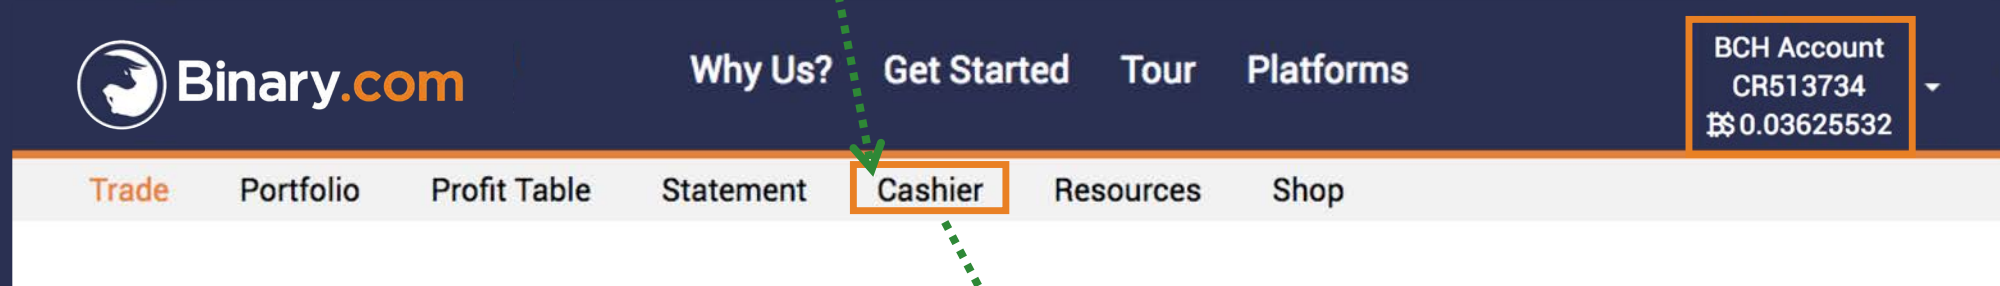 Binary.com
Why Us? Get Started Tour Platforms
BCH Account
CR513734
฿$ 0.03625532
Trade Portfolio Profit Table Statement Cashier Resources Shop